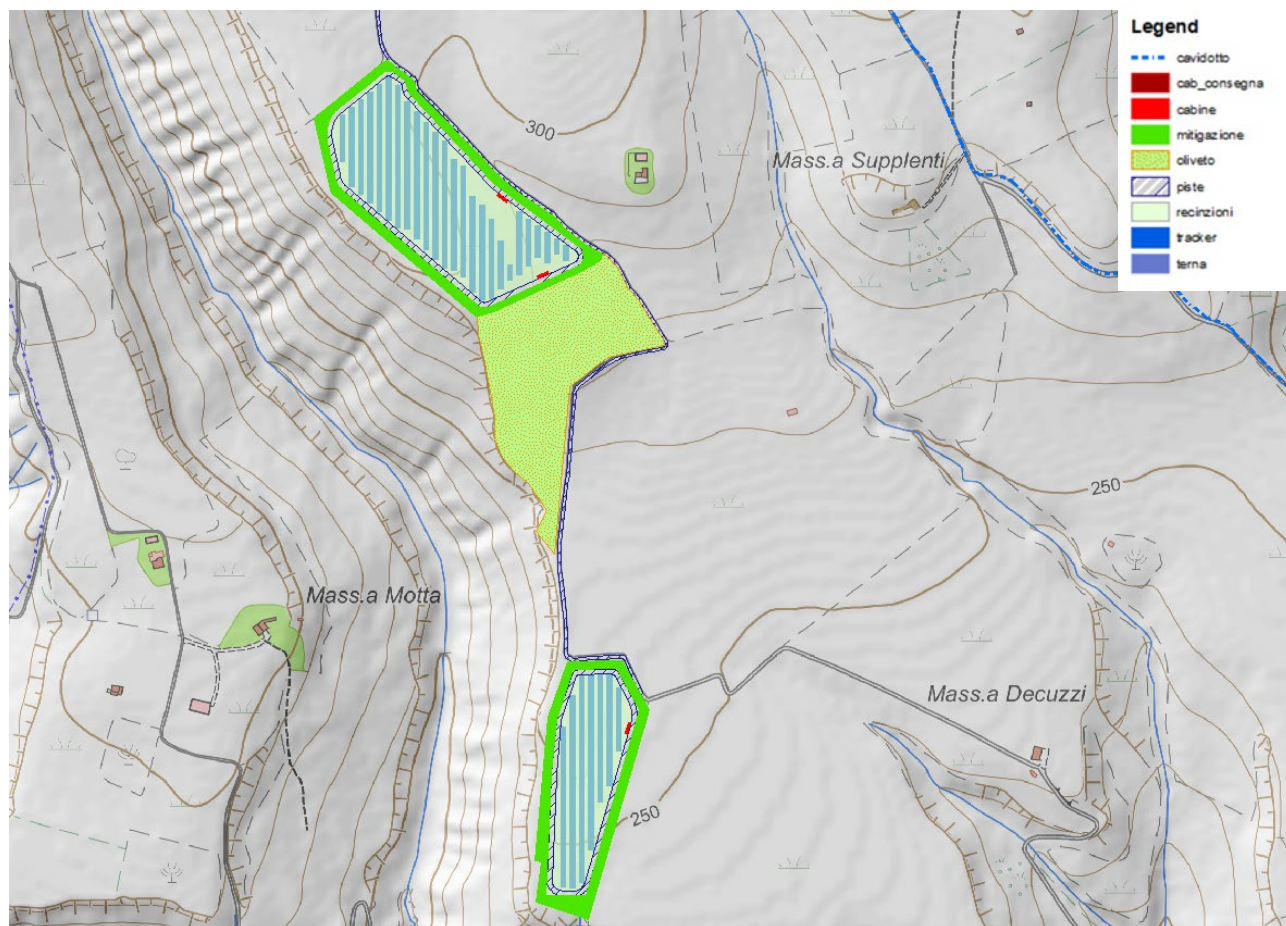 Legend
cavidotto
cab_consegna
cabine
mitigazione
oliveto
piste
recinzioni
tracker
terna
300
Mass.a Supplenti
250
Mass.a Motta
Mass.a Decuzzi
250